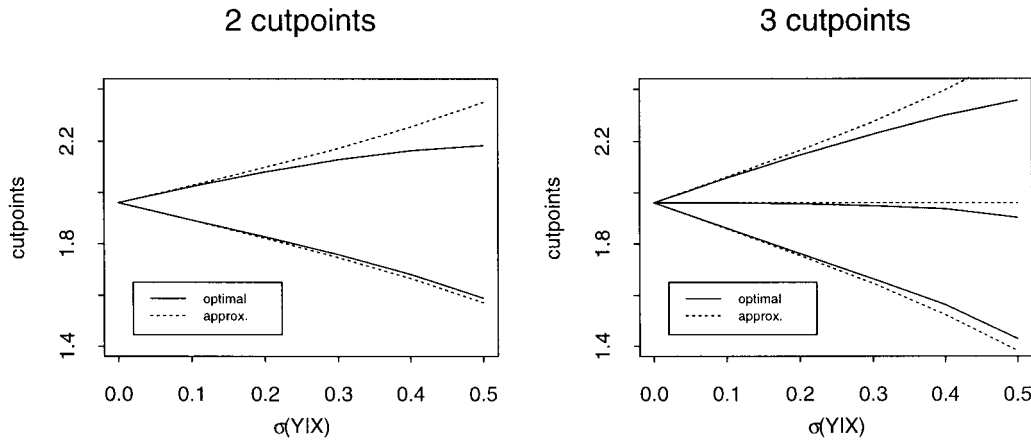 2 cutpoints
cutpoints
2.2
1.8
1.4
optimal
approx.
0.0 0.1 0.2 0.3 0.4 0.5
σ(Y|X)
3 cutpoints
cutpoints
2.2
1.8
1.4
optimal
approx.
0.0 0.1 0.2 0.3 0.4 0.5
σ(Y|X)